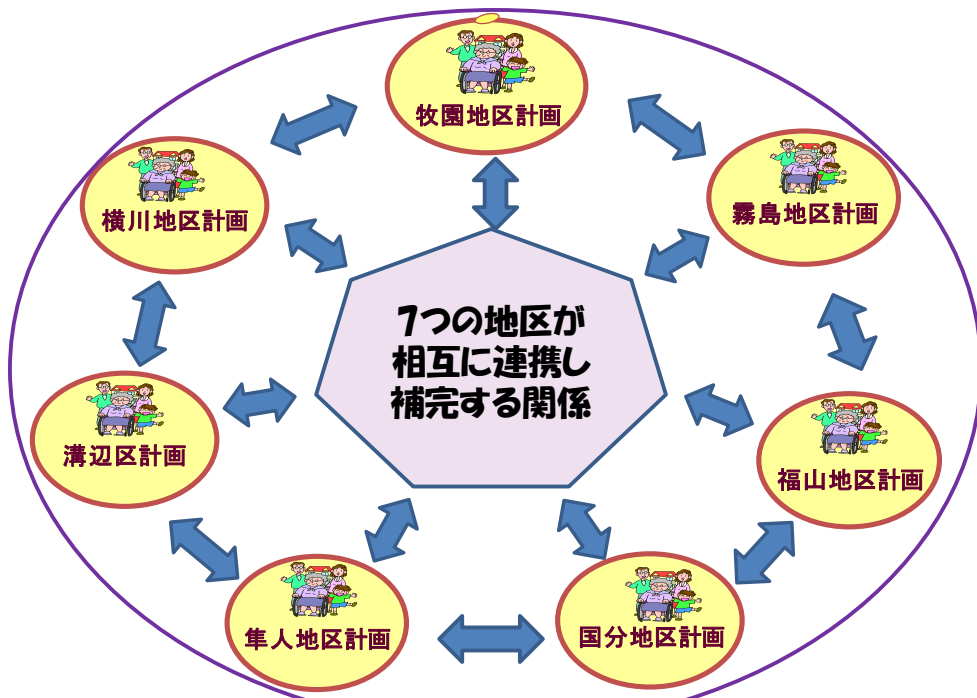 牧園地区計画
横川地区計画
霧島地区計画
7つの地区が
相互に連携し
補完する関係
溝辺区計画
福山地区計画
隼人地区計画
国分地区計画